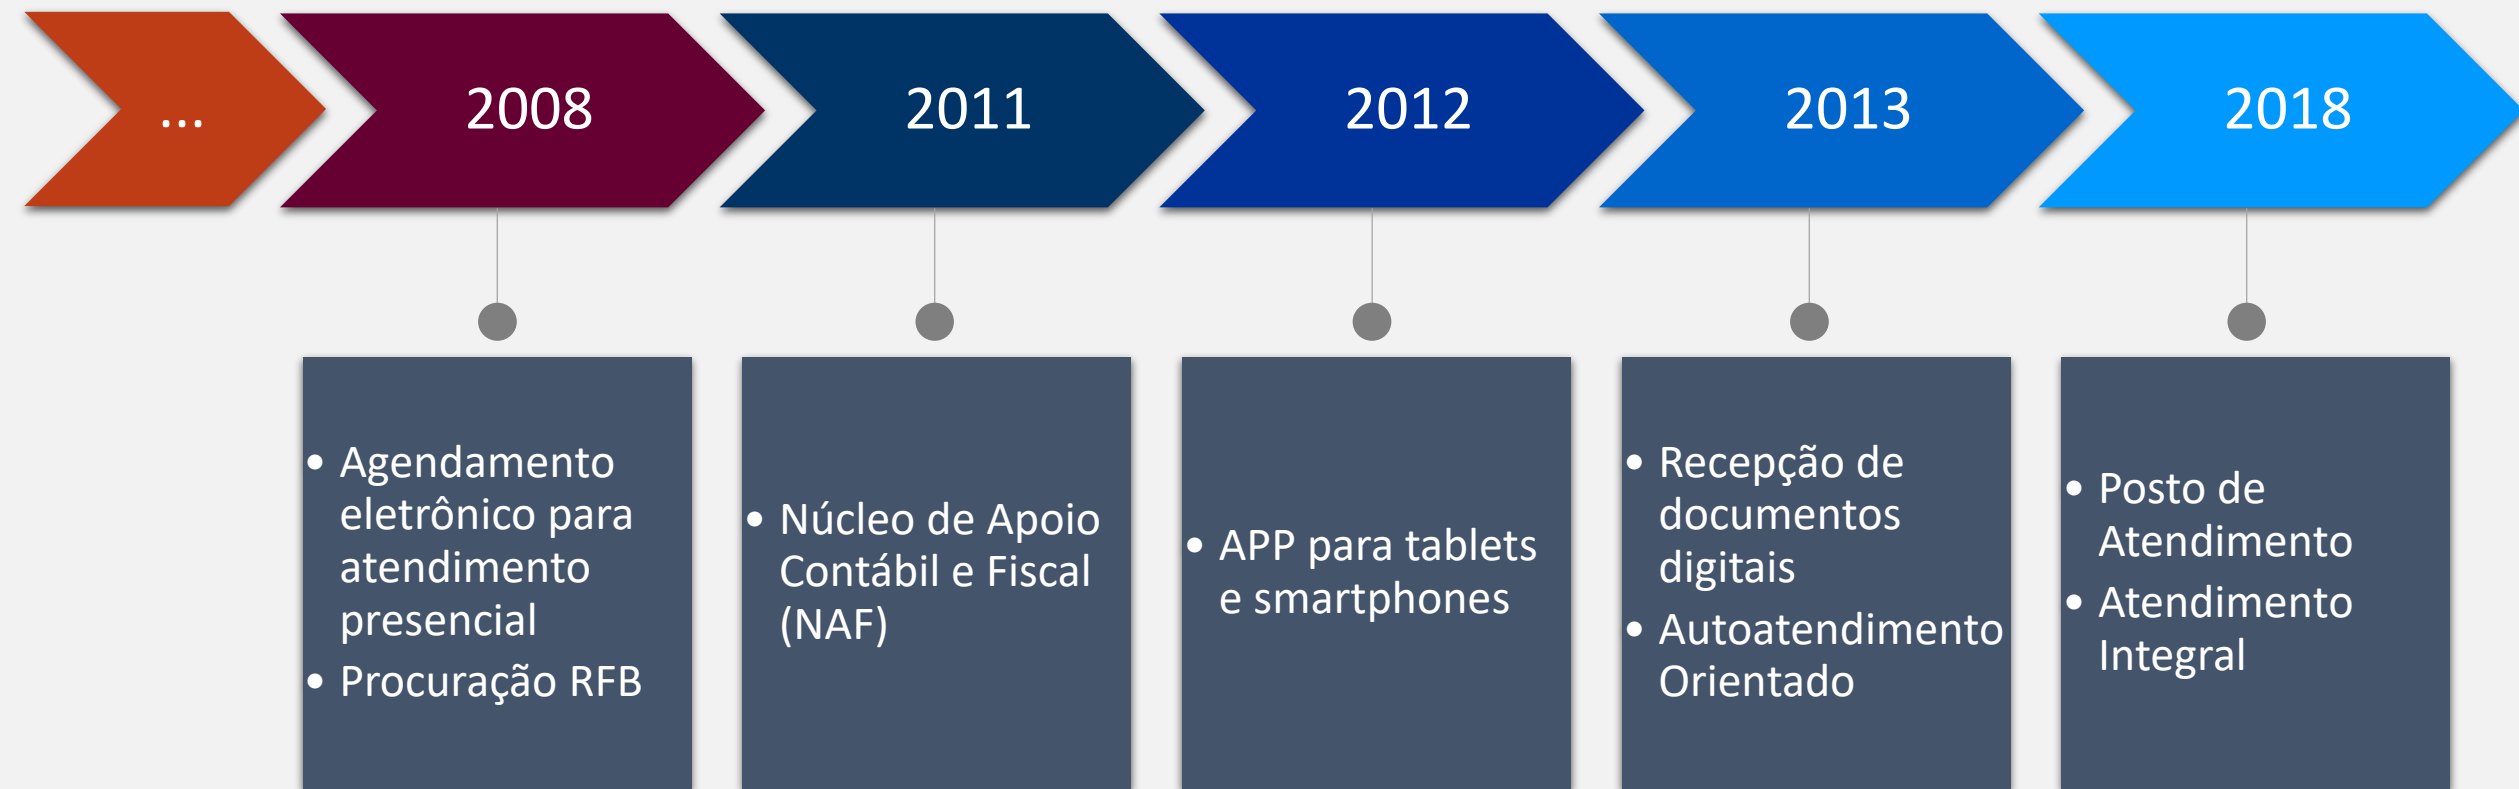 ...
2008
2011
2012
2013
2018
• Agendamento
eletrônico para
atendimento
presencial
• Procuração RFB
• Núcleo de Apoio
Contábil e Fiscal
(NAF)
• APP para tablets
e smartphones
• Recepção de
documentos
digitais
• Autoatendimento
Orientado
• Posto de
Atendimento
• Atendimento
Integral